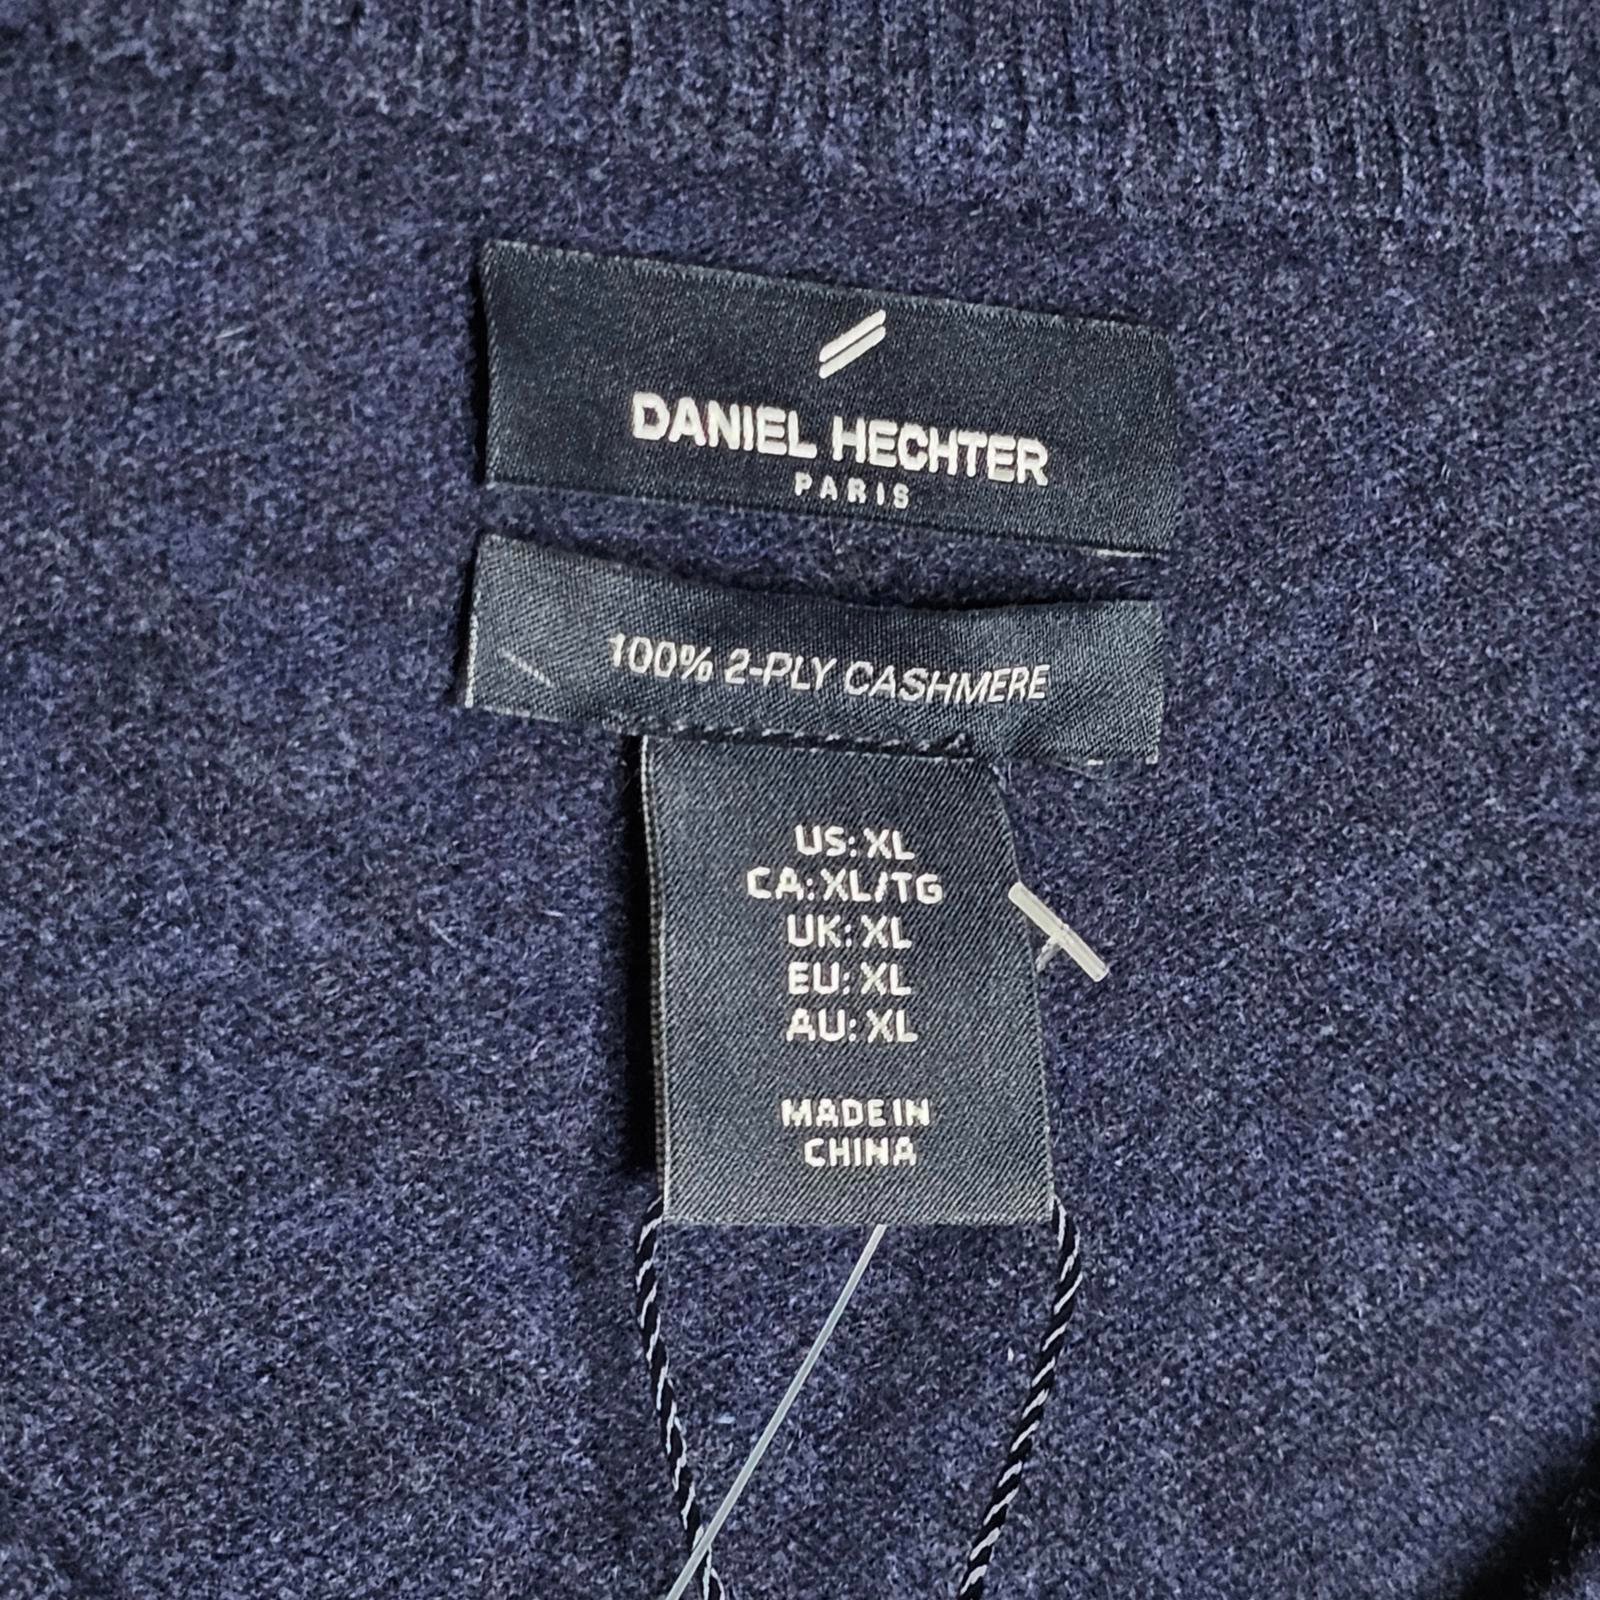 DANIEL HECHTER
PARIS
100% 2-PLY CASHMERE
US: XL
CA: XL/TG
UK: XL
EU: XL
AU: XL
MADE IN
CHINA